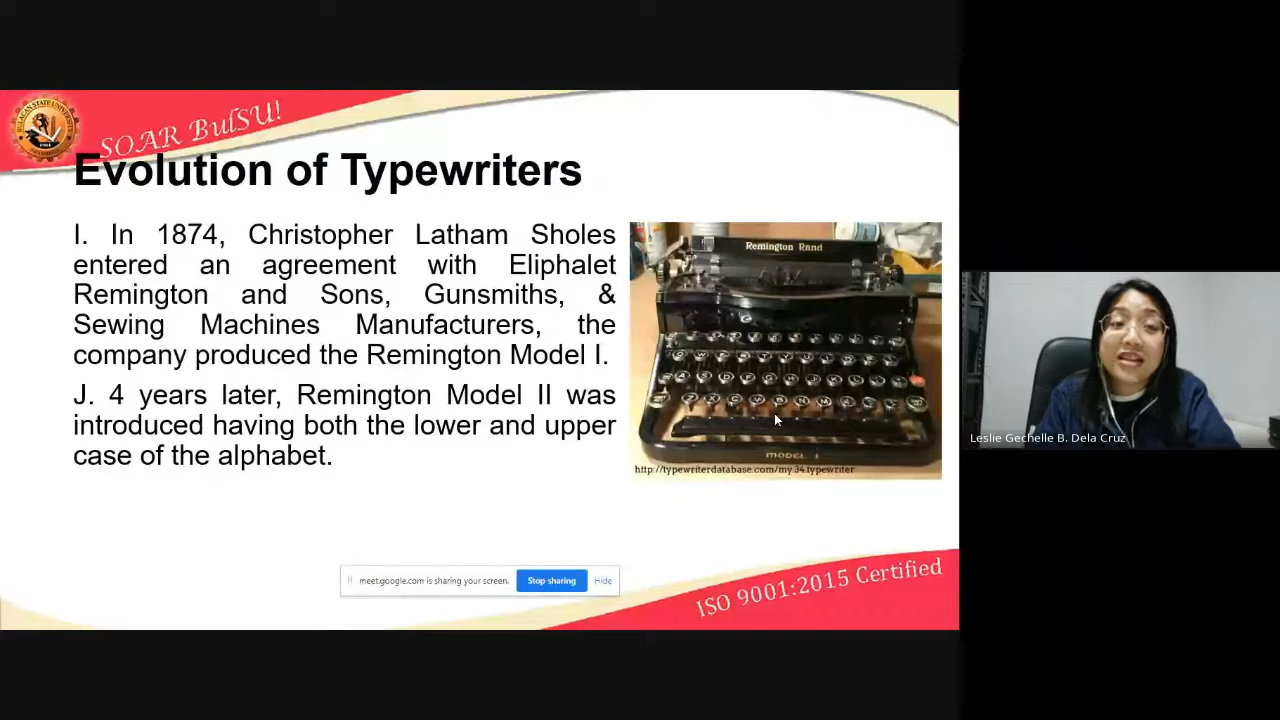 SOAR BulSU!
Evolution of Typewriters
I. In 1874, Christopher Latham Sholes
entered an agreement with Eliphalet
Remington and Sons, Gunsmiths, &
Sewing Machines Manufacturers, the
company produced the Remington Model I.
J. 4 years later, Remington Model II was
introduced having both the lower and upper
case of the alphabet.
Remington Rand
MODEL 1
http://typewriterdatabase.com/my.34.typewriter
Leslie Gechelle B. Dela Cruz
meet.google.com is sharing your screen.
Stop sharing
Hide
ISO 9001:2015 Certified